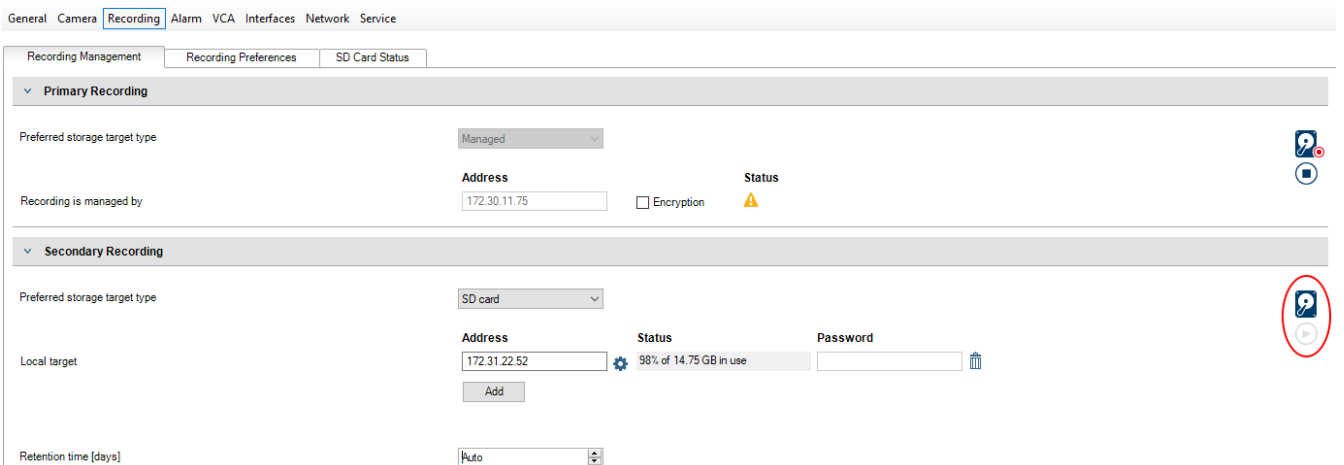 General Camera Recording Alarm VCA Interfaces Network Service
Recording Management Recording Preferences SD Card Status
Primary Recording
Preferred storage target type Managed
Address Status
Recording is managed by 172.30.11.75 Encryption
Secondary Recording
Preferred storage target type SD card
Address Status Password
Local target 172.31.22.52 98% of 14.75 GB in use
Add
Retention time [days] Auto